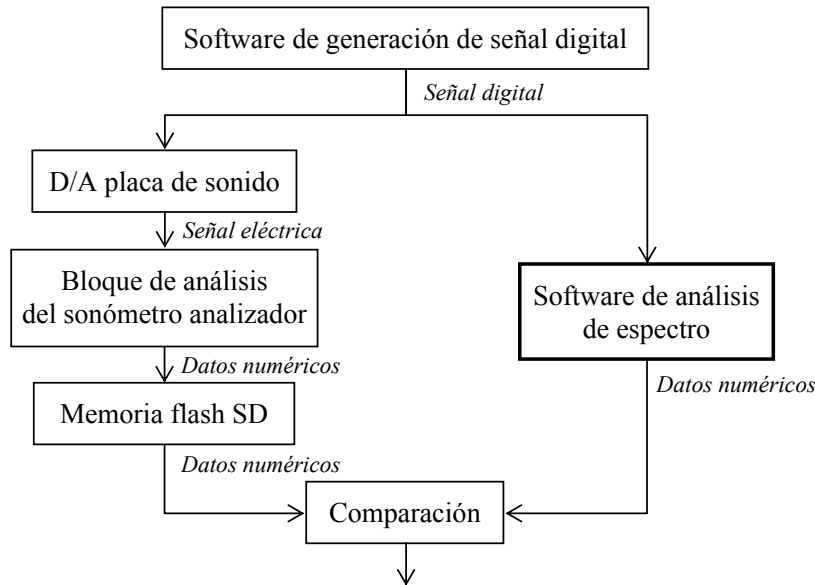 Software de generación de señal digital
Señal digital
D/A placa de sonido
Señal eléctrica
Bloque de análisis
del sonómetro analizador
Datos numéricos
Memoria flash SD
Datos numéricos
Software de análisis
de espectro
Datos numéricos
Comparación